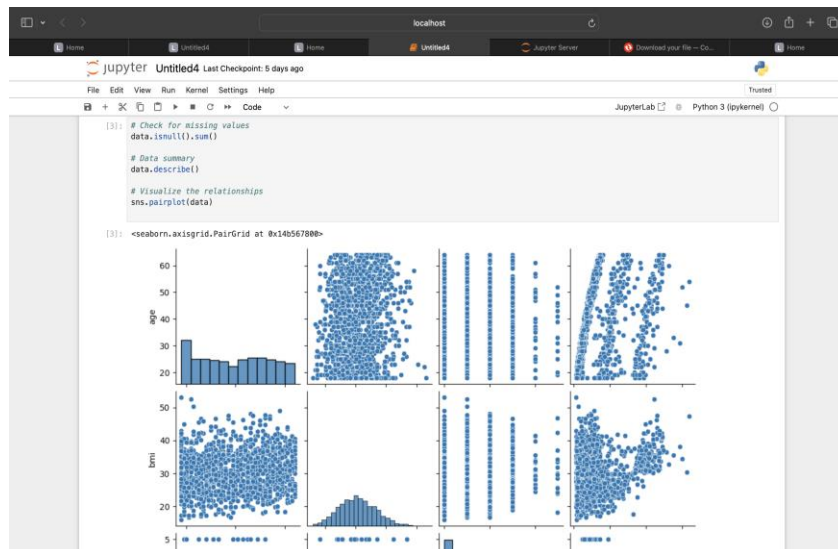 localhost
Home
Untitled4
Home
Untitled4
Jupyter Server
Download your file — Co...
Home
jupyter Untitled4 Last Checkpoint: 5 days ago
File Edit View Run Kernel Settings Help
Trusted
Code
JupyterLab
Python 3 (ipykernel)
[3]: # Check for missing values
data.isnull().sum()
# Data summary
data.describe()
# Visualize the relationships
sns.pairplot(data)
[3]: <seaborn.axisgrid.PairGrid at 0x14b567800>
60
50
40
30
20
age
50
40
30
20
bmi
5